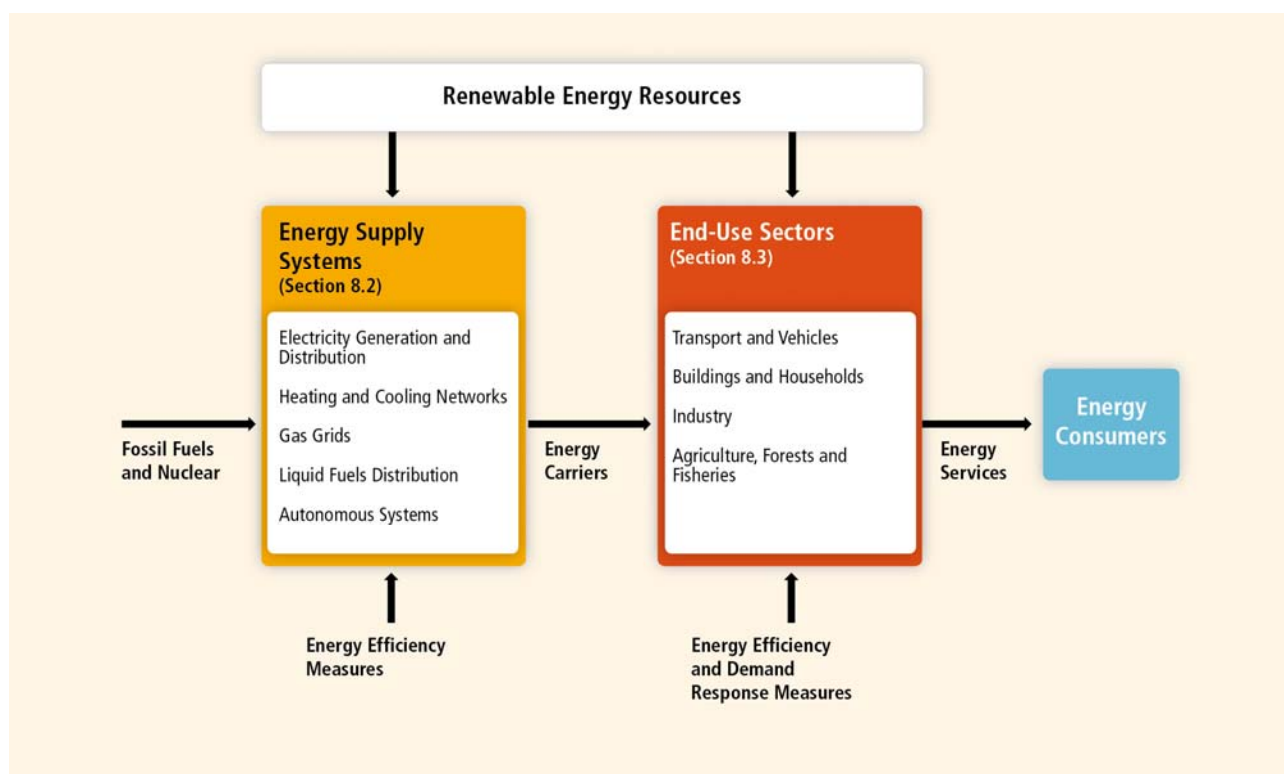 Renewable Energy Resources
Energy Supply
Systems
(Section 8.2)
Electricity Generation and
Distribution
Heating and Cooling Networks
Gas Grids
Liquid Fuels Distribution
Autonomous Systems
End-Use Sectors
(Section 8.3)
Transport and Vehicles
Buildings and Households
Industry
Agriculture, Forests and
Fisheries
Energy
Consumers
Fossil Fuels
and Nuclear
Energy
Carriers
Energy
Services
Energy Efficiency
Measures
Energy Efficiency
and Demand
Response Measures